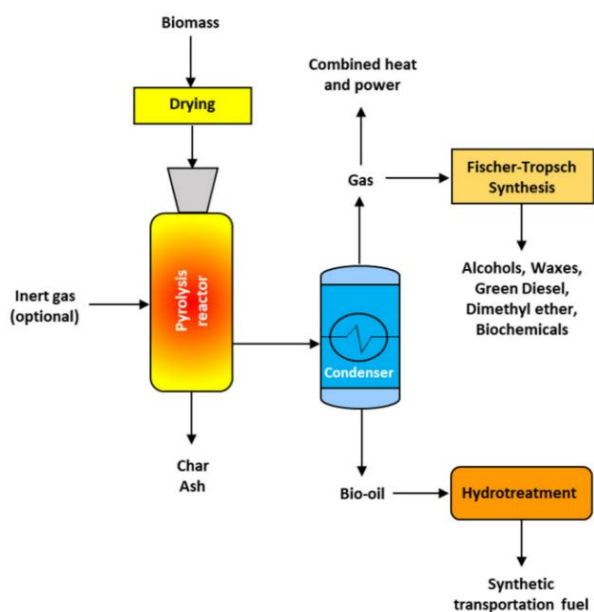 Biomass
Drying
Combined heat
and power
Gas
Fischer-Tropsch
Synthesis
Alcohols, Waxes,
Green Diesel,
Dimethyl ether,
Biochemicals
Inert gas
(optional)
Pyrolysis
reactor
Condenser
Char
Ash
Bio-oil
Hydrotreatment
Synthetic
transportation fuel